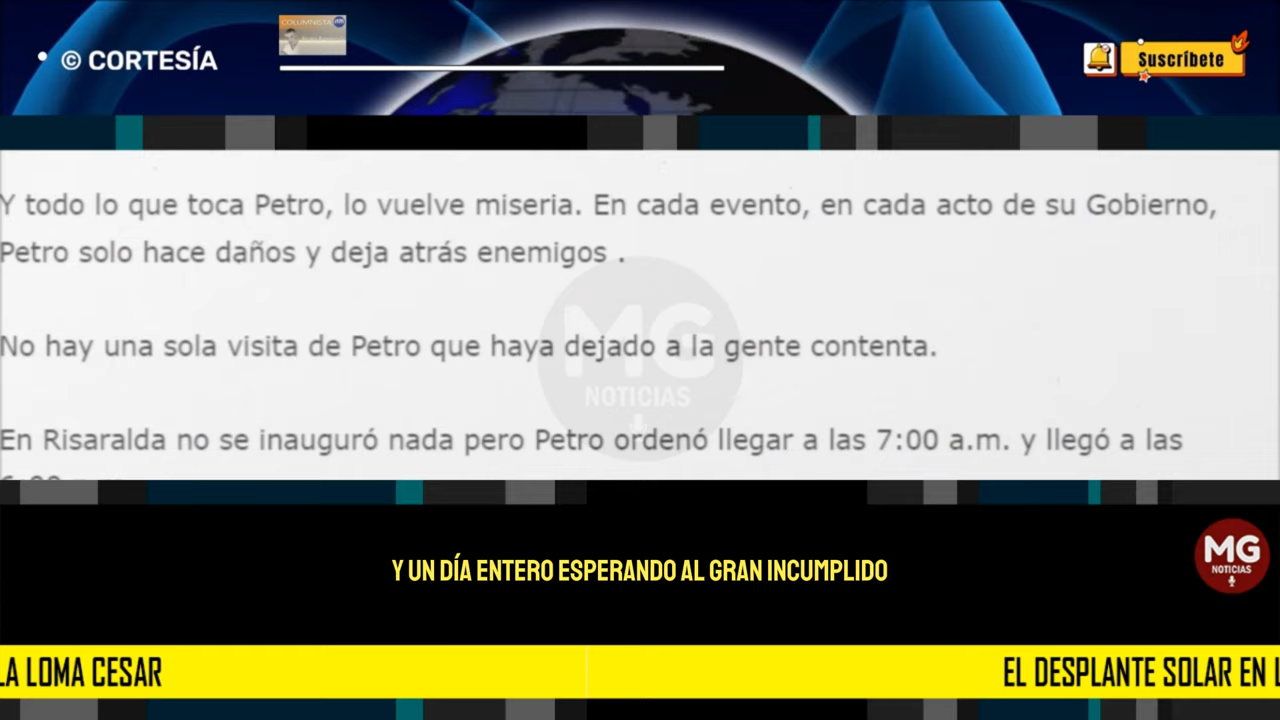 © CORTESÍA
COLUMNISTA
Suscríbete
Y todo lo que toca Petro, lo vuelve miseria. En cada evento, en cada acto de su Gobierno,
Petro solo hace daños y deja atrás enemigos .
No hay una sola visita de Petro que haya dejado a la gente contenta.
En Risaralda no se inauguró nada pero Petro ordenó llegar a las 7:00 a.m. y llegó a las
MG
NOTICIAS
Y UN DÍA ENTERO ESPERANDO AL GRAN INCUMPLIDO
MG
NOTICIAS
LA LOMA CESAR
EL DESPLANTE SOLAR EN L